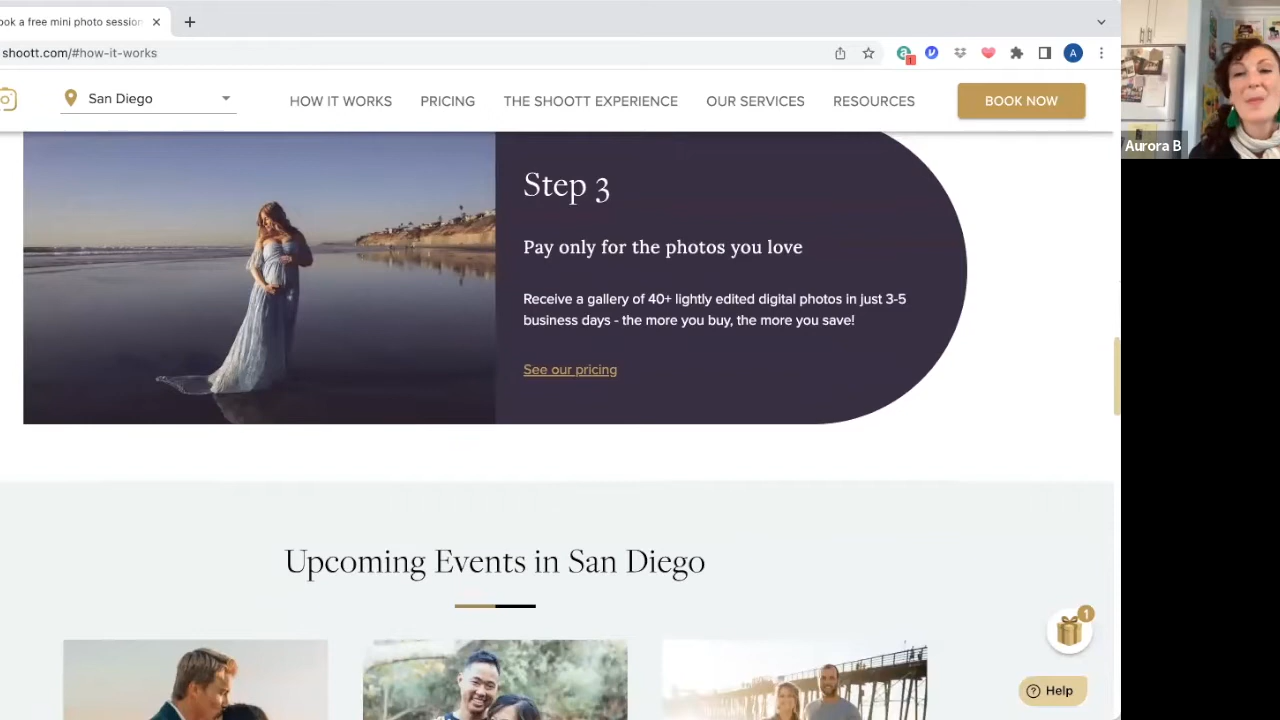 ook a free mini photo session
shoott.com/#how-it-works
A
1
San Diego
HOW IT WORKS
PRICING
THE SHOOTT EXPERIENCE
OUR SERVICES
RESOURCES
BOOK NOW
Aurora B
Step 3
Pay only for the photos you love
Receive a gallery of 40+ lightly edited digital photos in just 3-5
business days - the more you buy, the more you save!
See our pricing
Upcoming Events in San Diego
1
Help